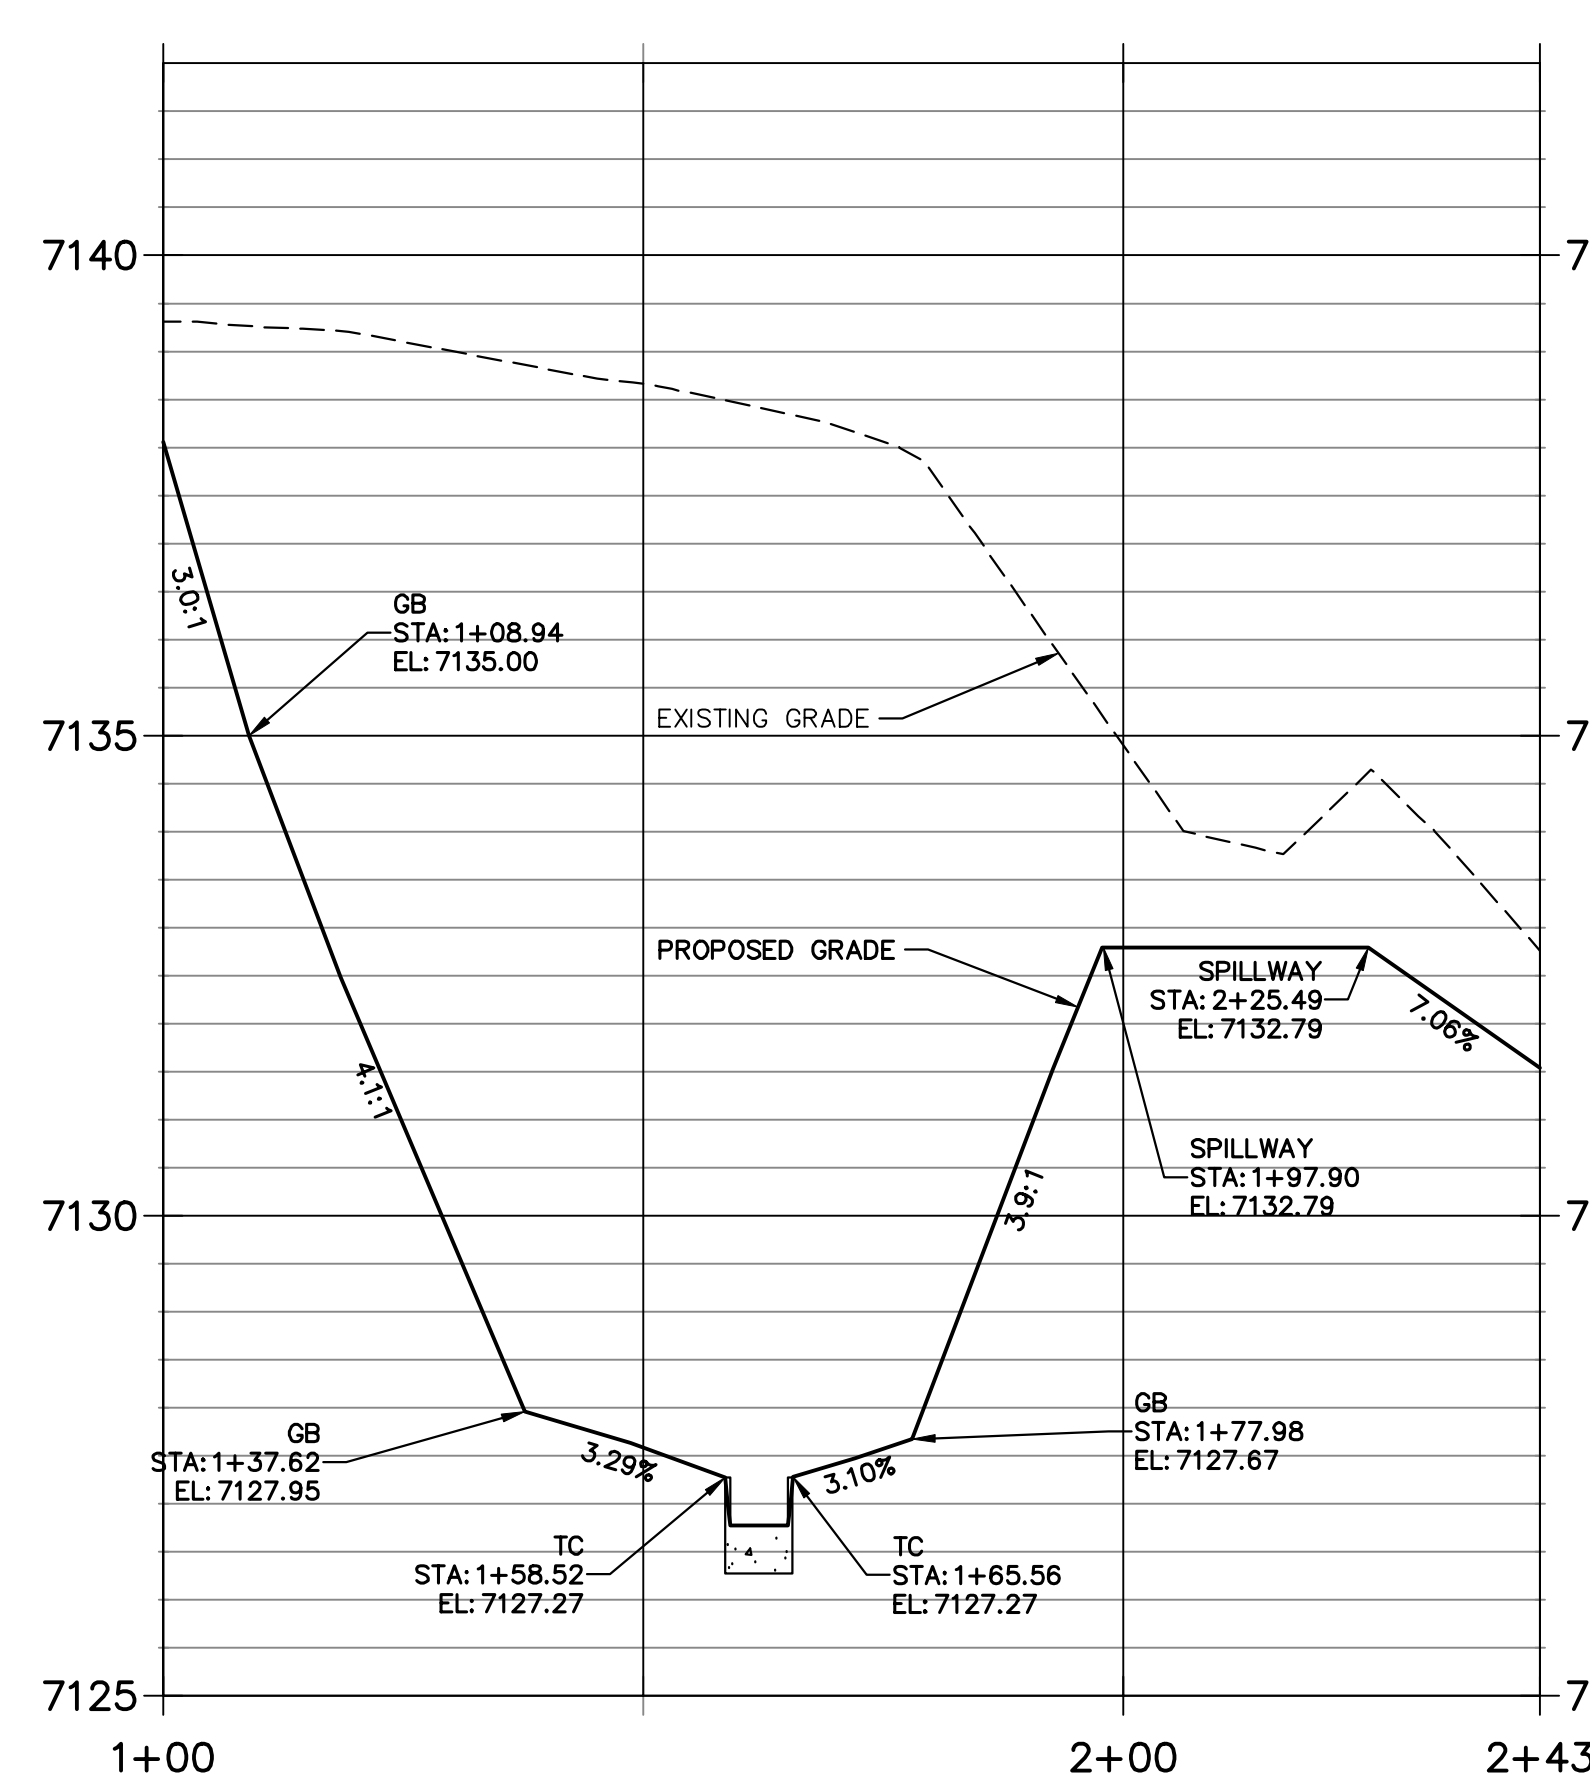 7140
7
3.0:1
GB
STA: 1+08.94
EL: 7135.00
EXISTING GRADE
7135
7
PROPOSED GRADE
SPILLWAY
STA: 2+25.49
EL: 7132.79
7.06%
4.1:1
SPILLWAY
STA: 1+97.90
EL: 7132.79
3.9:1
7130
7
GB
STA: 1+37.62
EL: 7127.95
3.29%
3.10%
GB
STA: 1+77.98
EL: 7127.67
TC
STA: 1+58.52
EL: 7127.27
TC
STA: 1+65.56
EL: 7127.27
7125
7
1+00
2+00
2+43